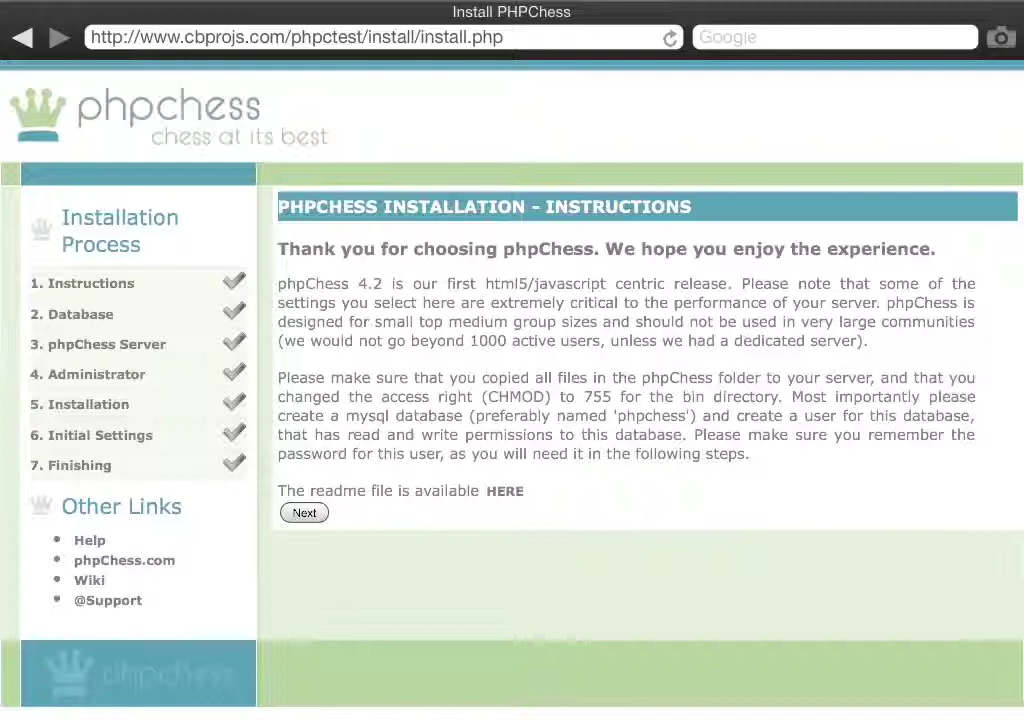 Install PHPChess
http://www.cbprojs.com/phpctest/install/install.php
Google
phpchess
chess at its best
Installation
Process
1. Instructions
2. Database
3. phpChess Server
4. Administrator
5. Installation
6. Initial Settings
7. Finishing
Other Links
Help
phpChess.com
Wiki
@Support
phpchess
PHPCHESS INSTALLATION - INSTRUCTIONS
Thank you for choosing phpChess. We hope you enjoy the experience.
phpChess 4.2 is our first html5/javascript centric release. Please note that some of the
settings you select here are extremely critical to the performance of your server. phpChess is
designed for small top medium group sizes and should not be used in very large communities
(we would not go beyond 1000 active users, unless we had a dedicated server).
Please make sure that you copied all files in the phpChess folder to your server, and that you
changed the access right (CHMOD) to 755 for the bin directory. Most importantly please
create a mysql database (preferably named 'phpchess') and create a user for this database,
that has read and write permissions to this database. Please make sure you remember the
password for this user, as you will need it in the following steps.
The readme file is available HERE
Next